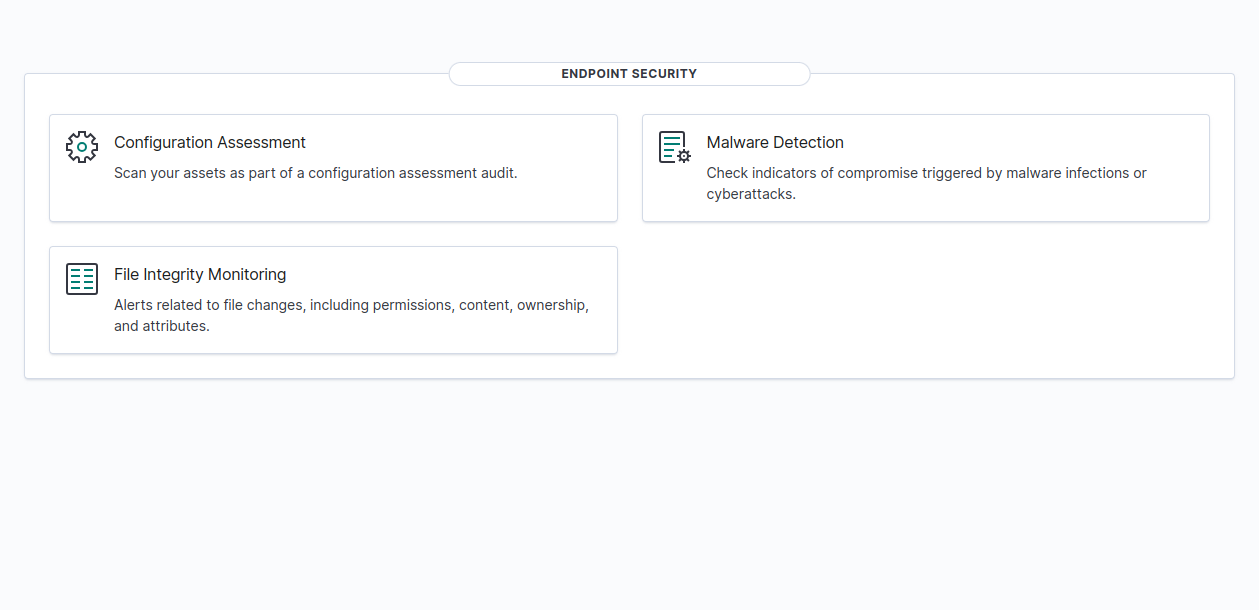 ENDPOINT SECURITY
Configuration Assessment
Scan your assets as part of a configuration assessment audit.
Malware Detection
Check indicators of compromise triggered by malware infections or
cyberattacks.
File Integrity Monitoring
Alerts related to file changes, including permissions, content, ownership,
and attributes.